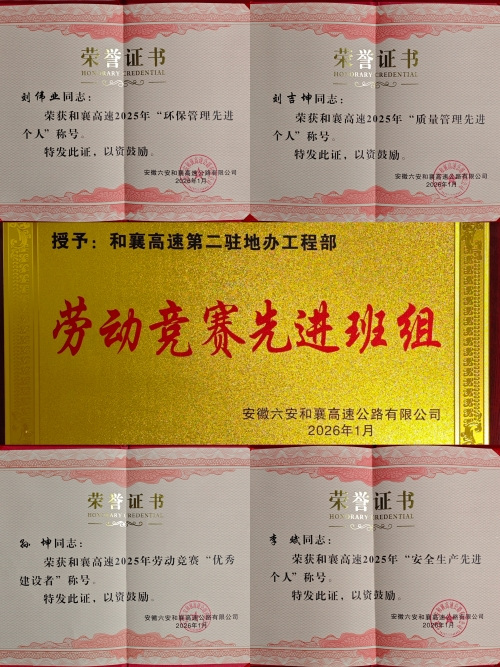 荣誉证书
HONORARY CREDENTIAL
刘伟业同志：
荣获和襄高速2025年“环保管理先进
个人”称号。
特发此证，以资鼓励。
安徽六安和襄高速公路有限公司
2026年1月
荣誉证书
HONORARY CREDENTIAL
刘吉坤同志：
荣获和襄高速2025年“质量管理先进
个人”称号。
特发此证，以资鼓励。
安徽六安和襄高速公路有限公司
2026年1月
授予：和襄高速第二驻地办工程部
劳动竞赛先进班组
安徽六安和襄高速公路有限公司
2026年1月
荣誉证书
HONORARY CREDENTIAL
孙坤同志：
荣获和襄高速2025年劳动竞赛“优秀
建设者”称号。
特发此证，以资鼓励。
安徽六安和襄高速公路有限公司
2026年1月
荣誉证书
HONORARY CREDENTIAL
李斌同志：
荣获和襄高速2025年“安全生产先进
个人”称号。
特发此证，以资鼓励。
安徽六安和襄高速公路有限公司
2026年1月